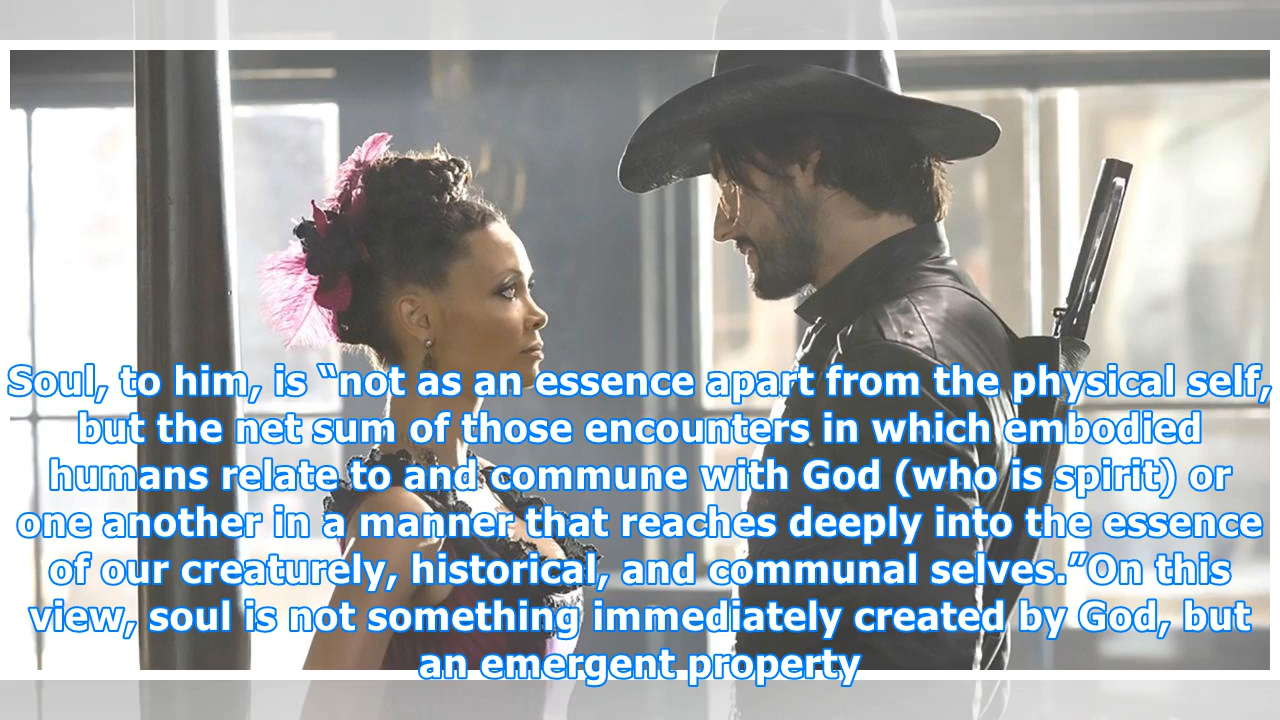 Soul, to him, is “not as an essence apart from the physical self,
but the net sum of those encounters in which embodied
humans relate to and commune with God (who is spirit) or
one another in a manner that reaches deeply into the essence
of our creaturely, historical, and communal selves.”On this
view, soul is not something immediately created by God, but
an emergent property